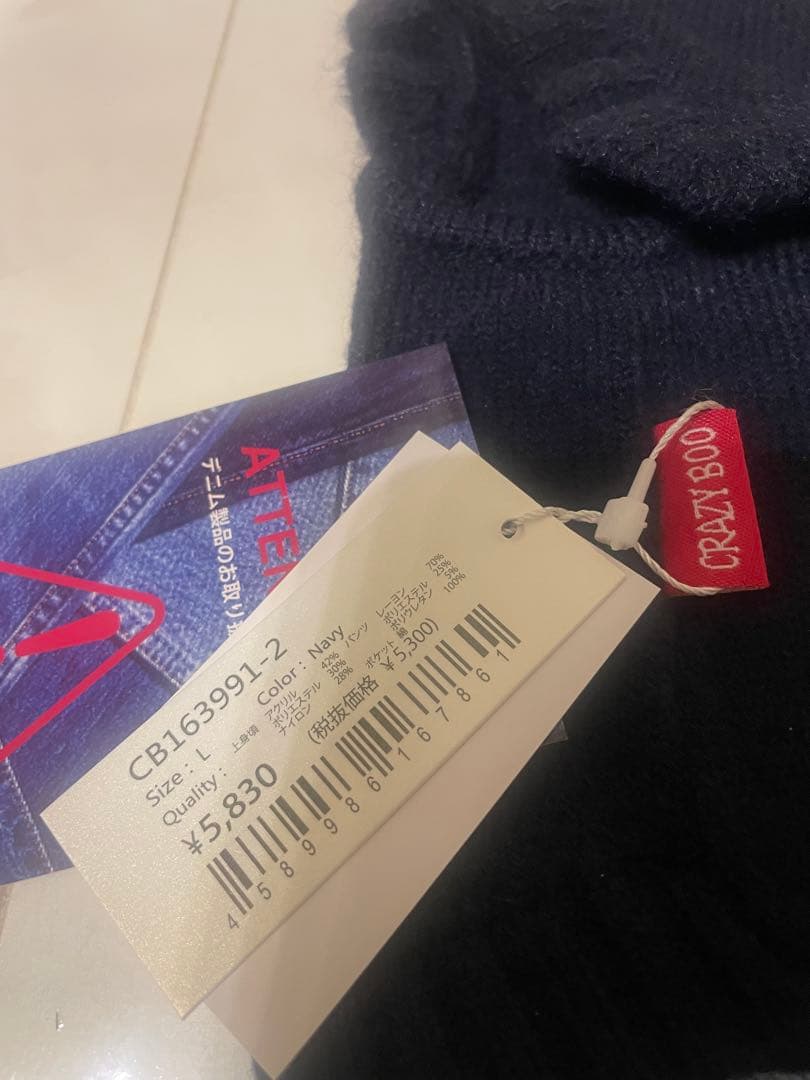 CRAZY BOO
ATTE
デニム製品のお取り
CB163991-2
Size : L Color : Navy
Quality :
上身頃 アクリル 42% パンツ レーヨン 70%
ポリエステル 30% ポリエステル 25%
ナイロン 28% ポリウレタン 5%
ポケット 綿 100%
¥5,830 (税抜価格 ¥5,300)
4589986167861